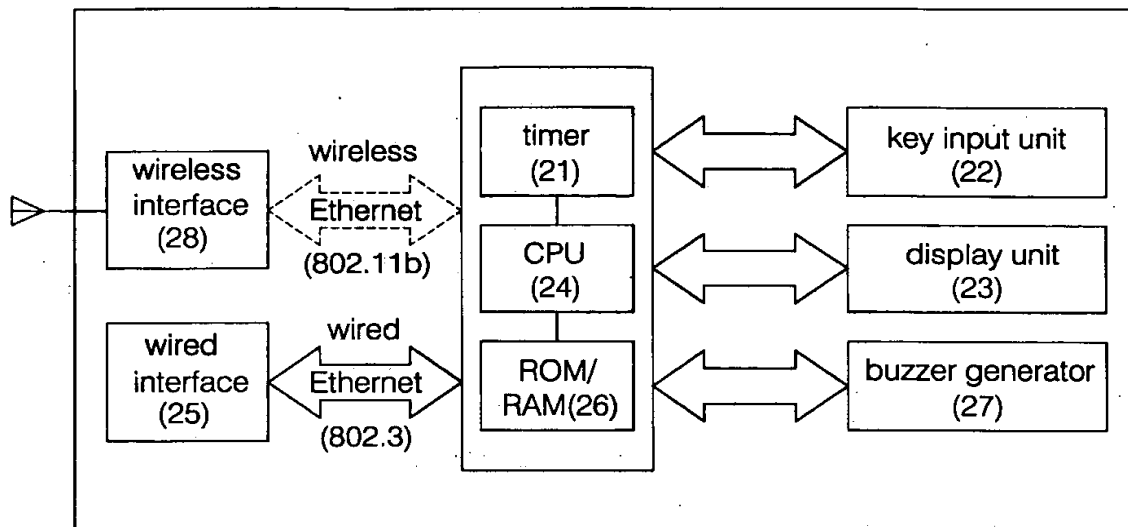 wireless
interface
(28)
wireless
Ethernet
(802.11b)
wired
interface
(25)
wired
Ethernet
(802.3)
timer
(21)
CPU
(24)
ROM/
RAM(26)
key input unit
(22)
display unit
(23)
buzzer generator
(27)